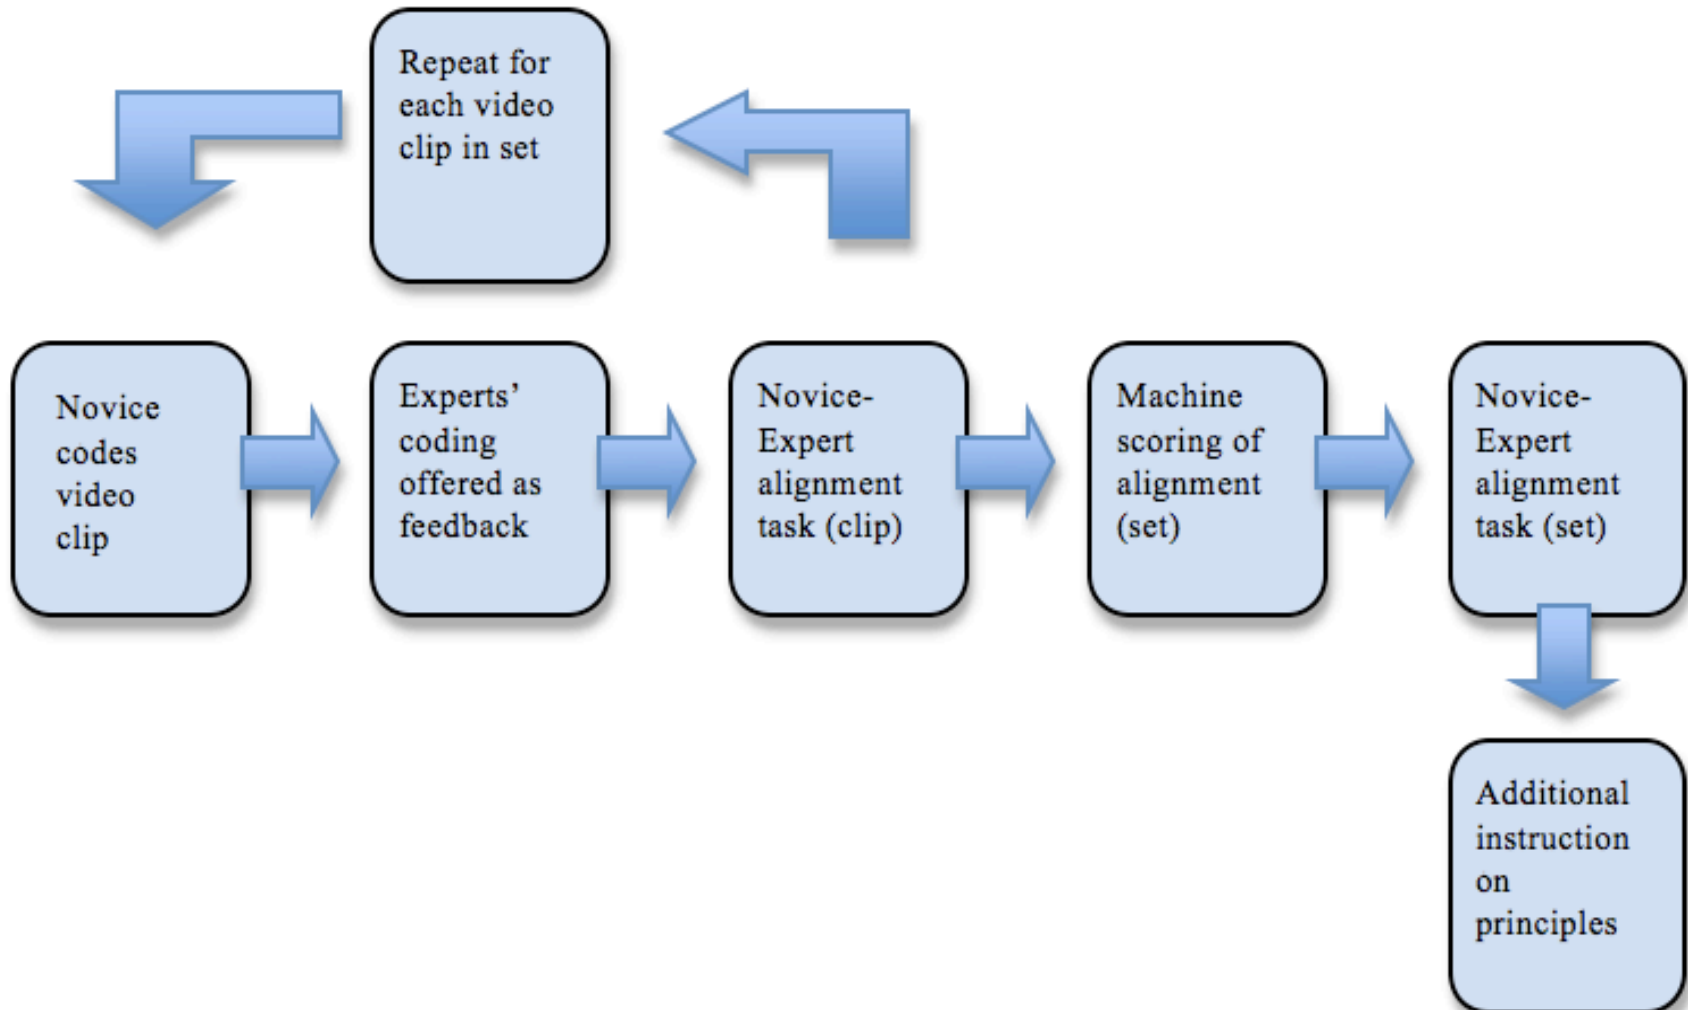 Repeat for
each video
clip in set
Novice
codes
video
clip
Experts’
coding
offered as
feedback
Novice-
Expert
alignment
task (clip)
Machine
scoring of
alignment
(set)
Novice-
Expert
alignment
task (set)
Additional
instruction
on
principles